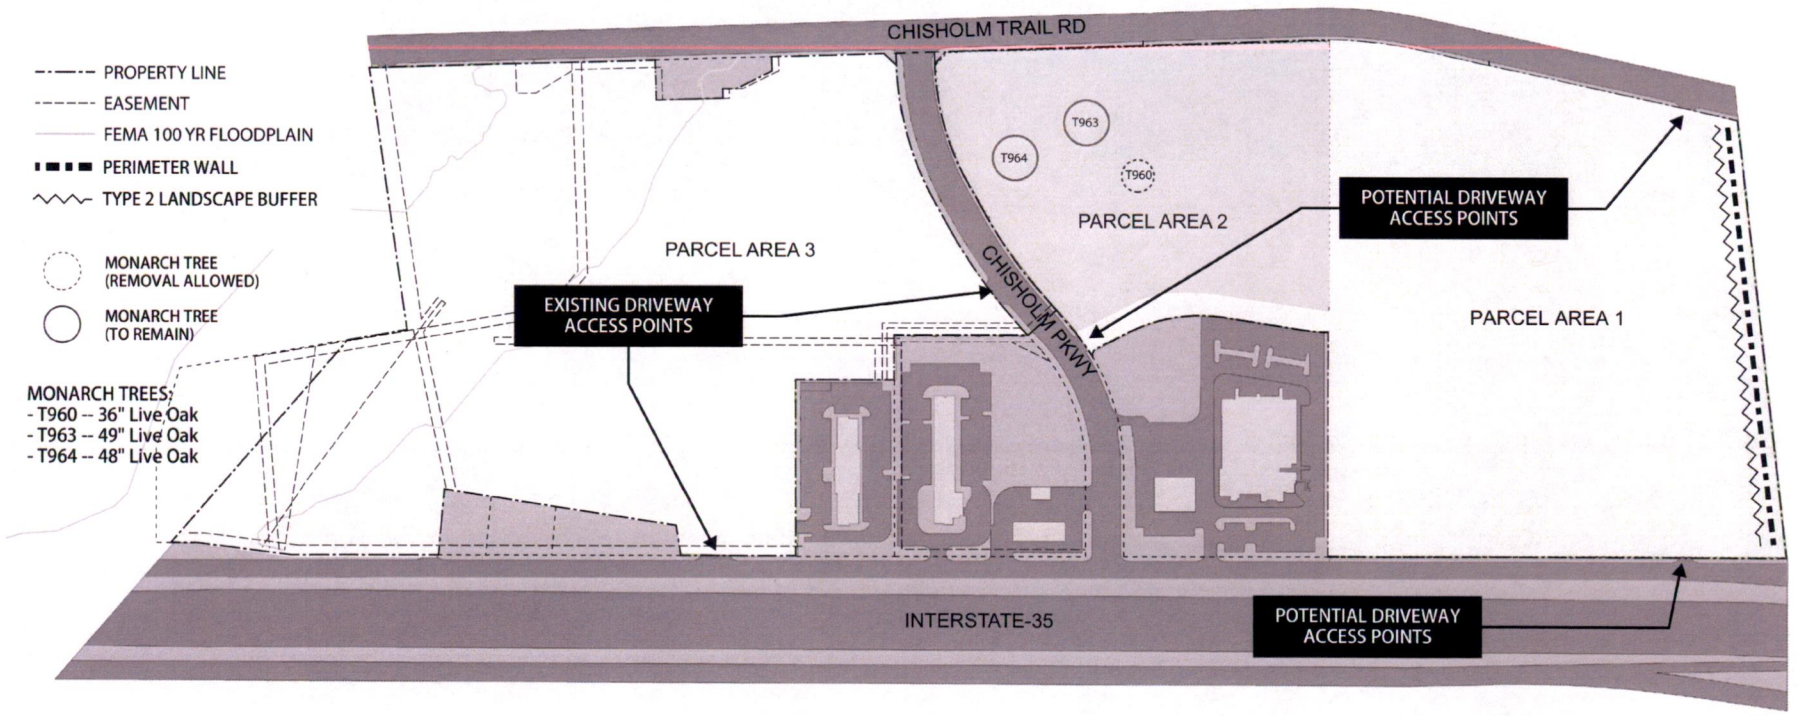 CHISHOLM TRAIL RD
PROPERTY LINE
EASEMENT
FEMA 100 YR FLOODPLAIN
PERIMETER WALL
TYPE 2 LANDSCAPE BUFFER
MONARCH TREE
(REMOVAL ALLOWED)
MONARCH TREE
(TO REMAIN)
MONARCH TREES:
- T960 -- 36" Live Oak
- T963 -- 49" Live Oak
- T964 -- 48" Live Oak
T963
T964
T960
PARCEL AREA 2
PARCEL AREA 3
CHISHOLM PKWY
POTENTIAL DRIVEWAY
ACCESS POINTS
EXISTING DRIVEWAY
ACCESS POINTS
PARCEL AREA 1
INTERSTATE-35
POTENTIAL DRIVEWAY
ACCESS POINTS